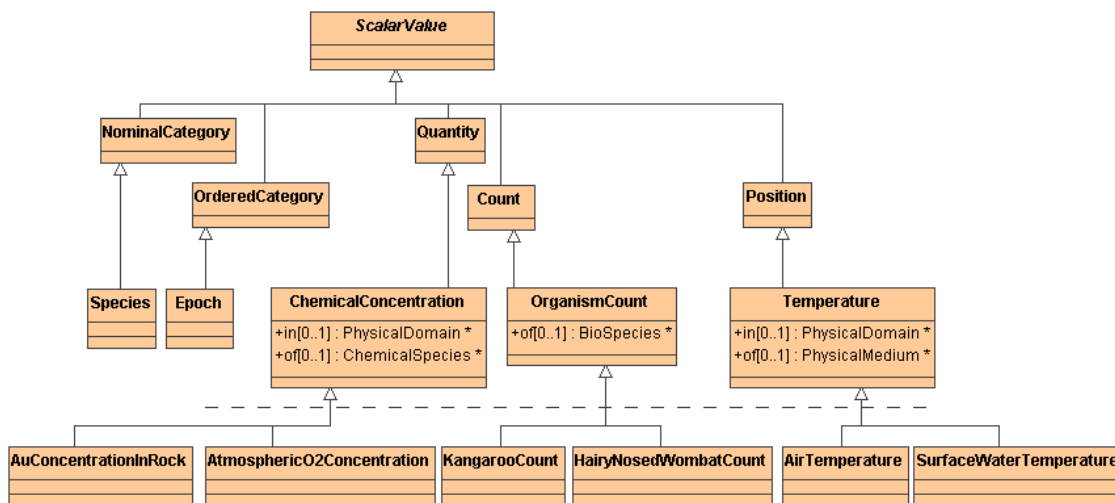 ScalarValue
NominalCategory
Quantity
OrderedCategory
Count
Position
Species
Epoch
ChemicalConcentration
+in[0..1] : PhysicalDomain *
+of[0..1] : ChemicalSpecies *
OrganismCount
+of[0..1] : BioSpecies *
Temperature
+in[0..1] : PhysicalDomain *
+of[0..1] : PhysicalMedium *
AuConcentrationInRock
AtmosphericO2Concentration
KangarooCount
HairyNosedWombatCount
AirTemperature
SurfaceWaterTemperature